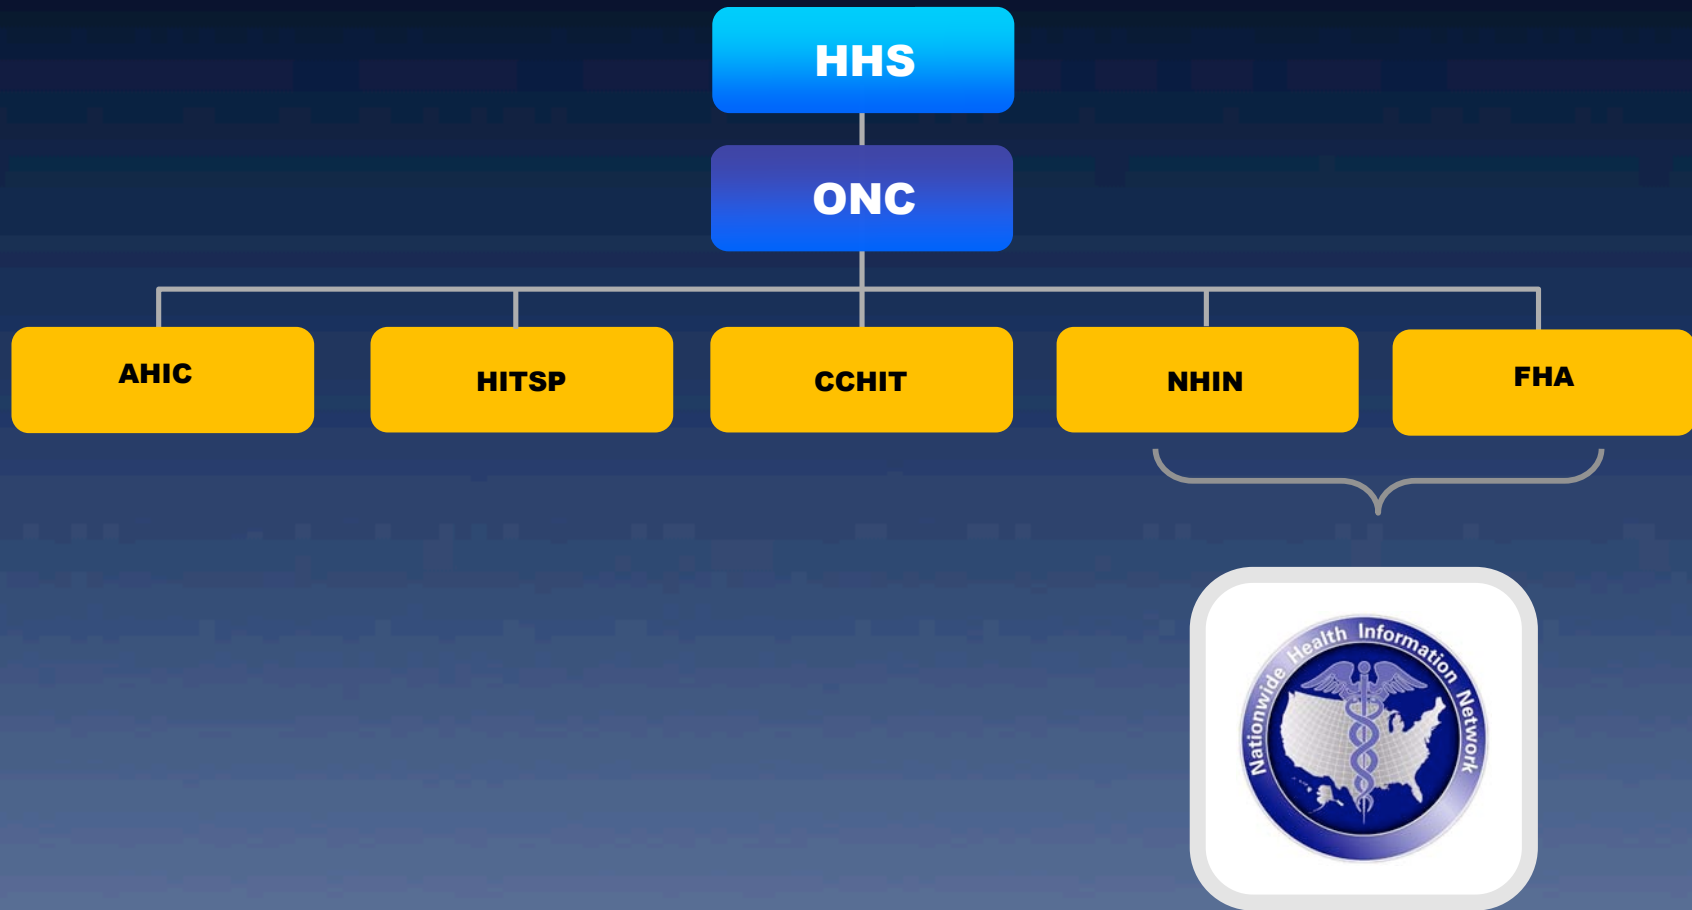 HHS
ONC
AHIC
HITSP
CCHIT
NHIN
FHA
Nationwide Health Information Network